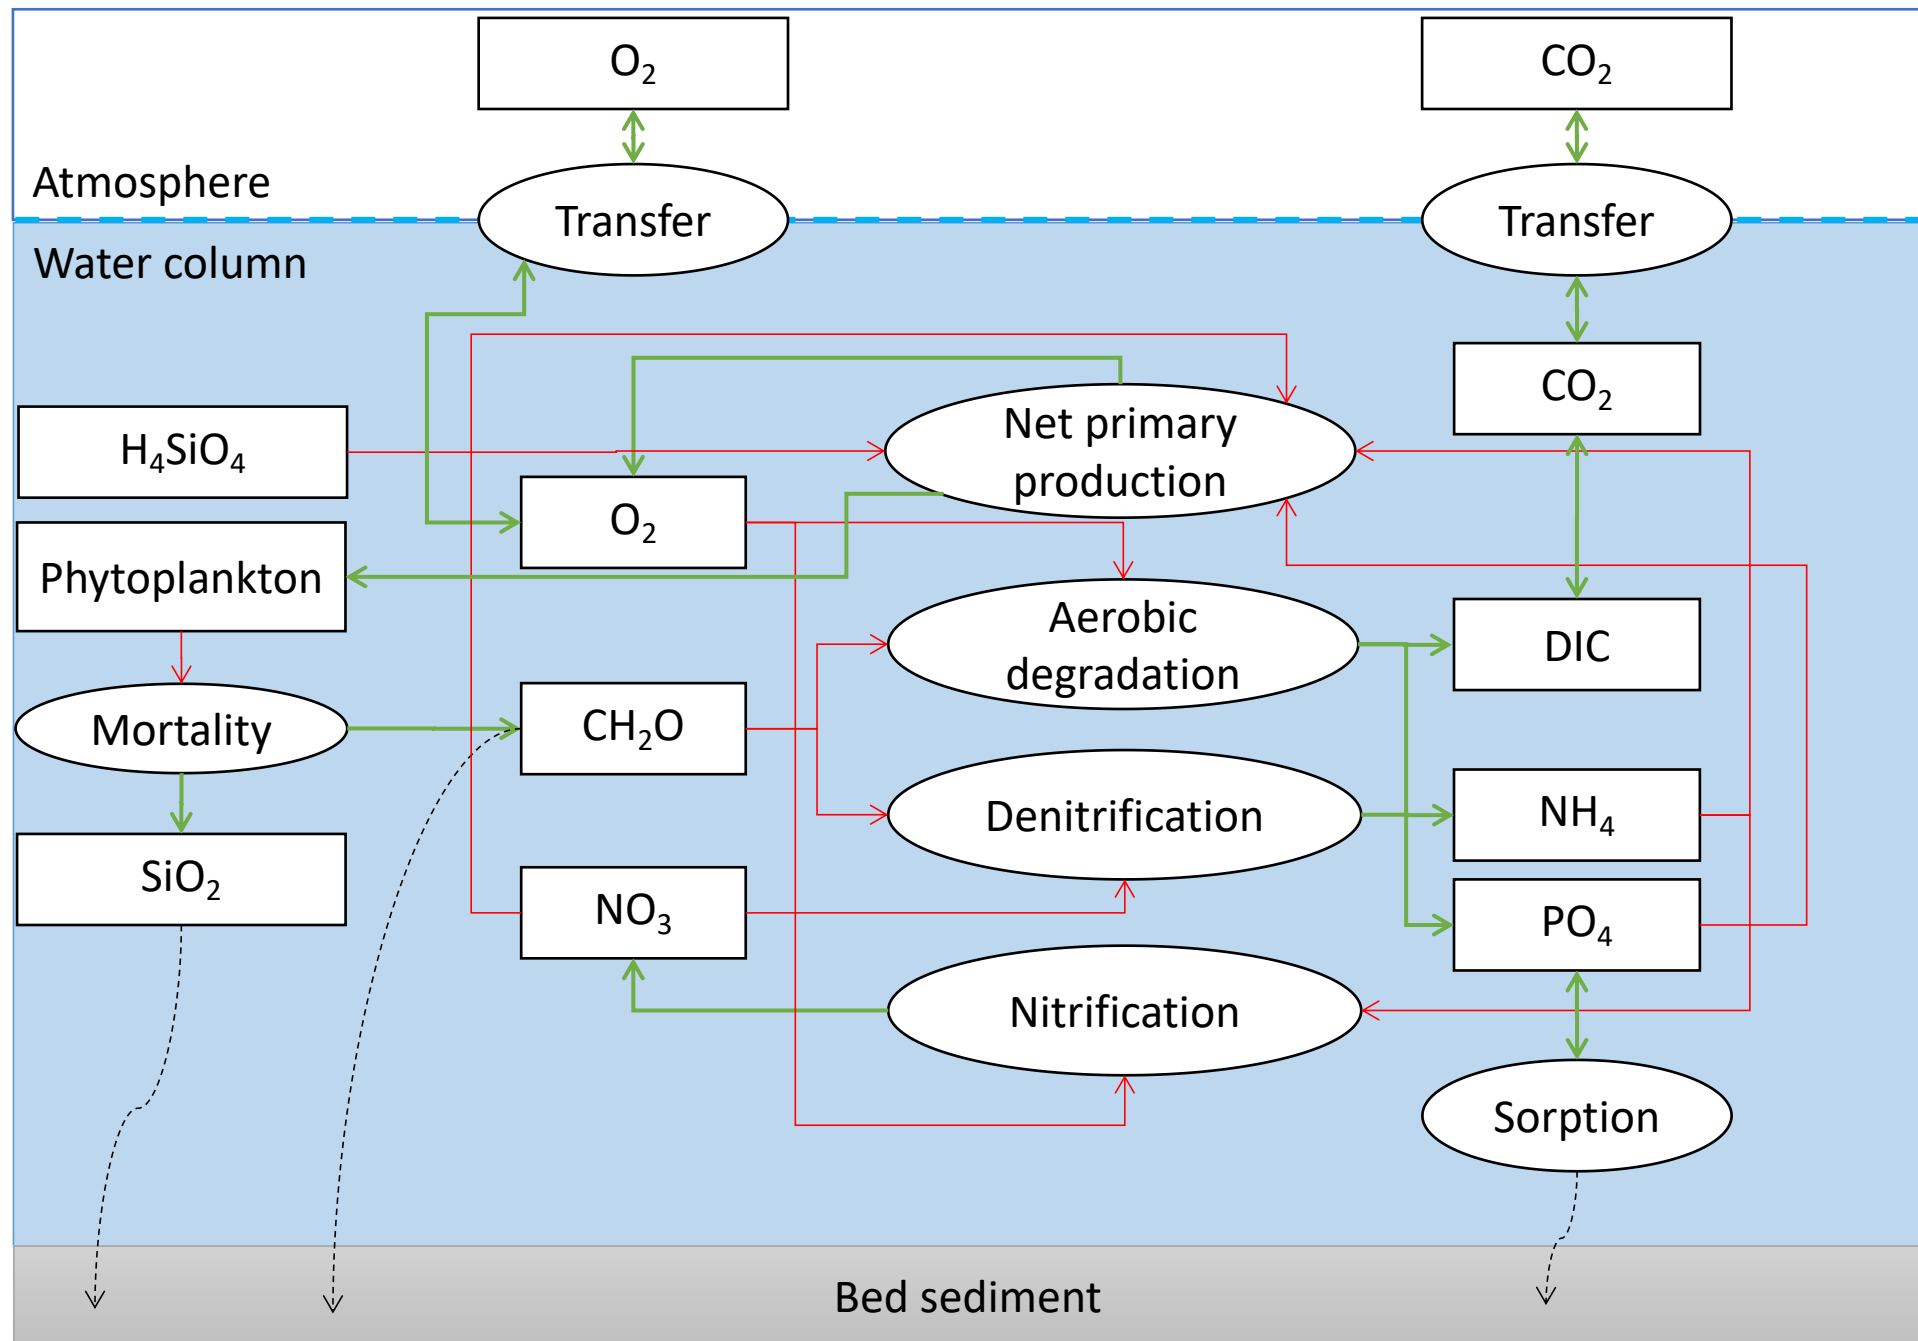 O₂
CO₂
Atmosphere
Transfer
Transfer
Water column
CO₂
Net primary
production
H₄SiO₄
O₂
Phytoplankton
Aerobic
degradation
DIC
Mortality
CH₂O
Denitrification
NH₄
SiO₂
NO₃
PO₄
Nitrification
Sorption
Bed sediment